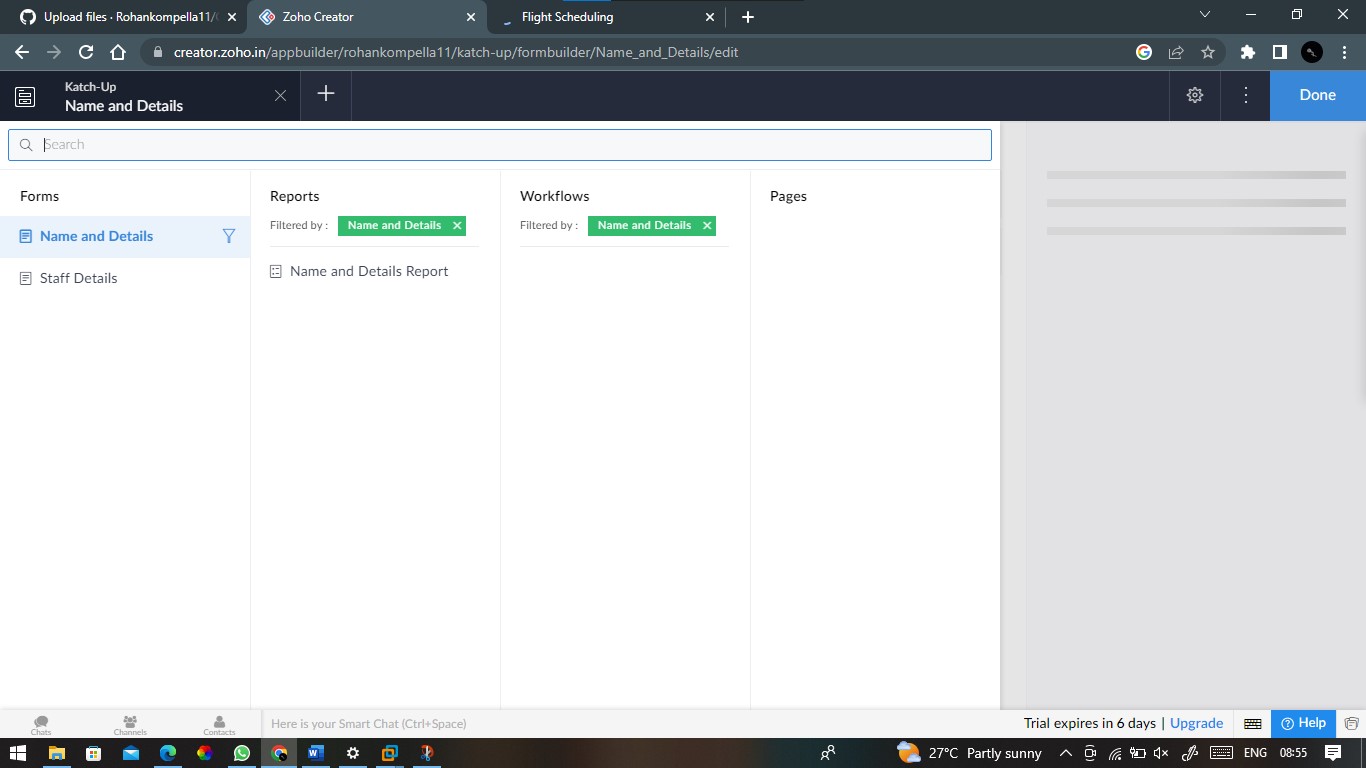 Upload files · Rohankompella11/
Zoho Creator
Flight Scheduling
creator.zoho.in/appbuilder/rohankompella11/katch-up/formbuilder/Name_and_Details/edit
Katch-Up
Name and Details
Done
Search
Forms
Reports
Workflows
Pages
Filtered by :
Name and Details
Filtered by :
Name and Details
Name and Details
Name and Details Report
Staff Details
Chats
Channels
Contacts
Here is your Smart Chat (Ctrl+Space)
Trial expires in 6 days | Upgrade
Help
27°C Partly sunny
ENG
08:55